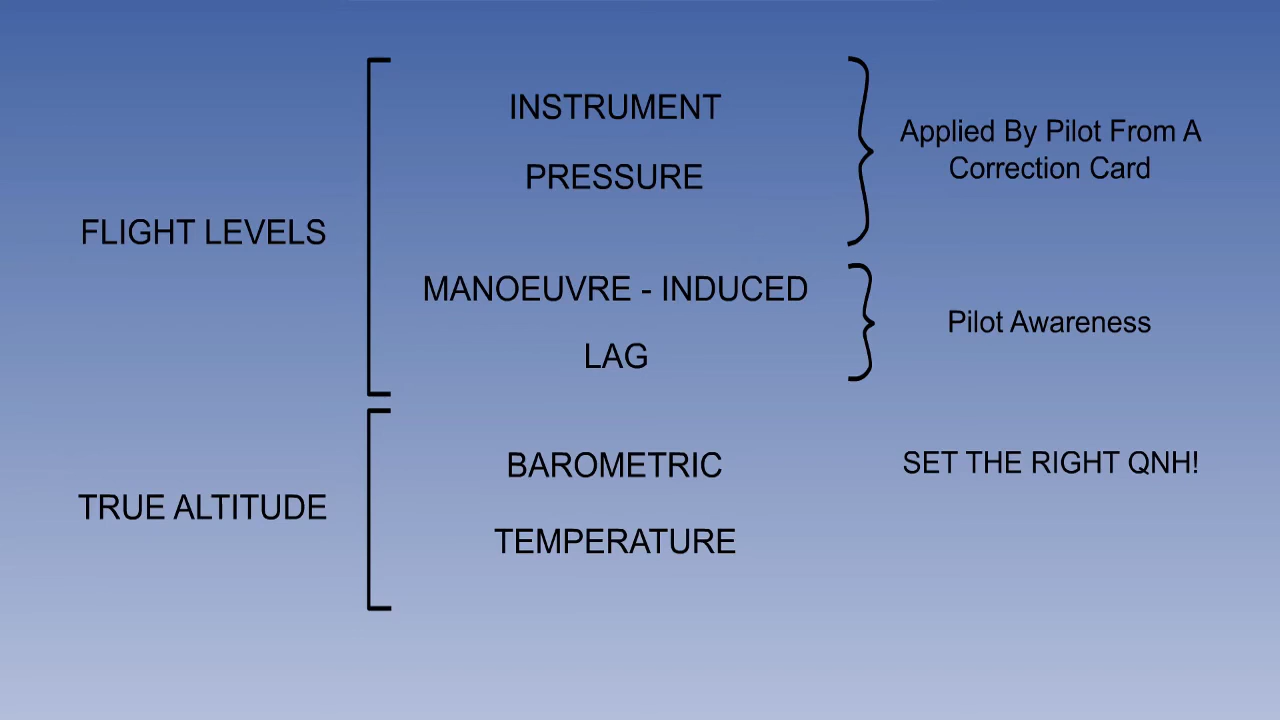 INSTRUMENT
Applied By Pilot From A
Correction Card
PRESSURE
FLIGHT LEVELS
MANOEUVRE - INDUCED
Pilot Awareness
LAG
BAROMETRIC
SET THE RIGHT QNH!
TRUE ALTITUDE
TEMPERATURE